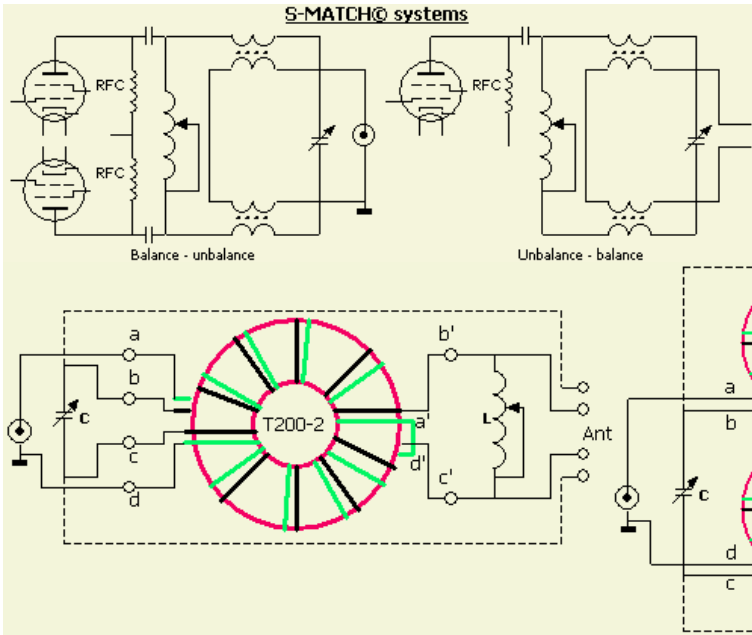 S-MATCH© systems
RFC
RFC
RFC
Balance - unbalance
Unbalance - balance
a
b
C
c
d
T200-2
a'
d'
b'
c'
L
Ant
a
b
C
d
c